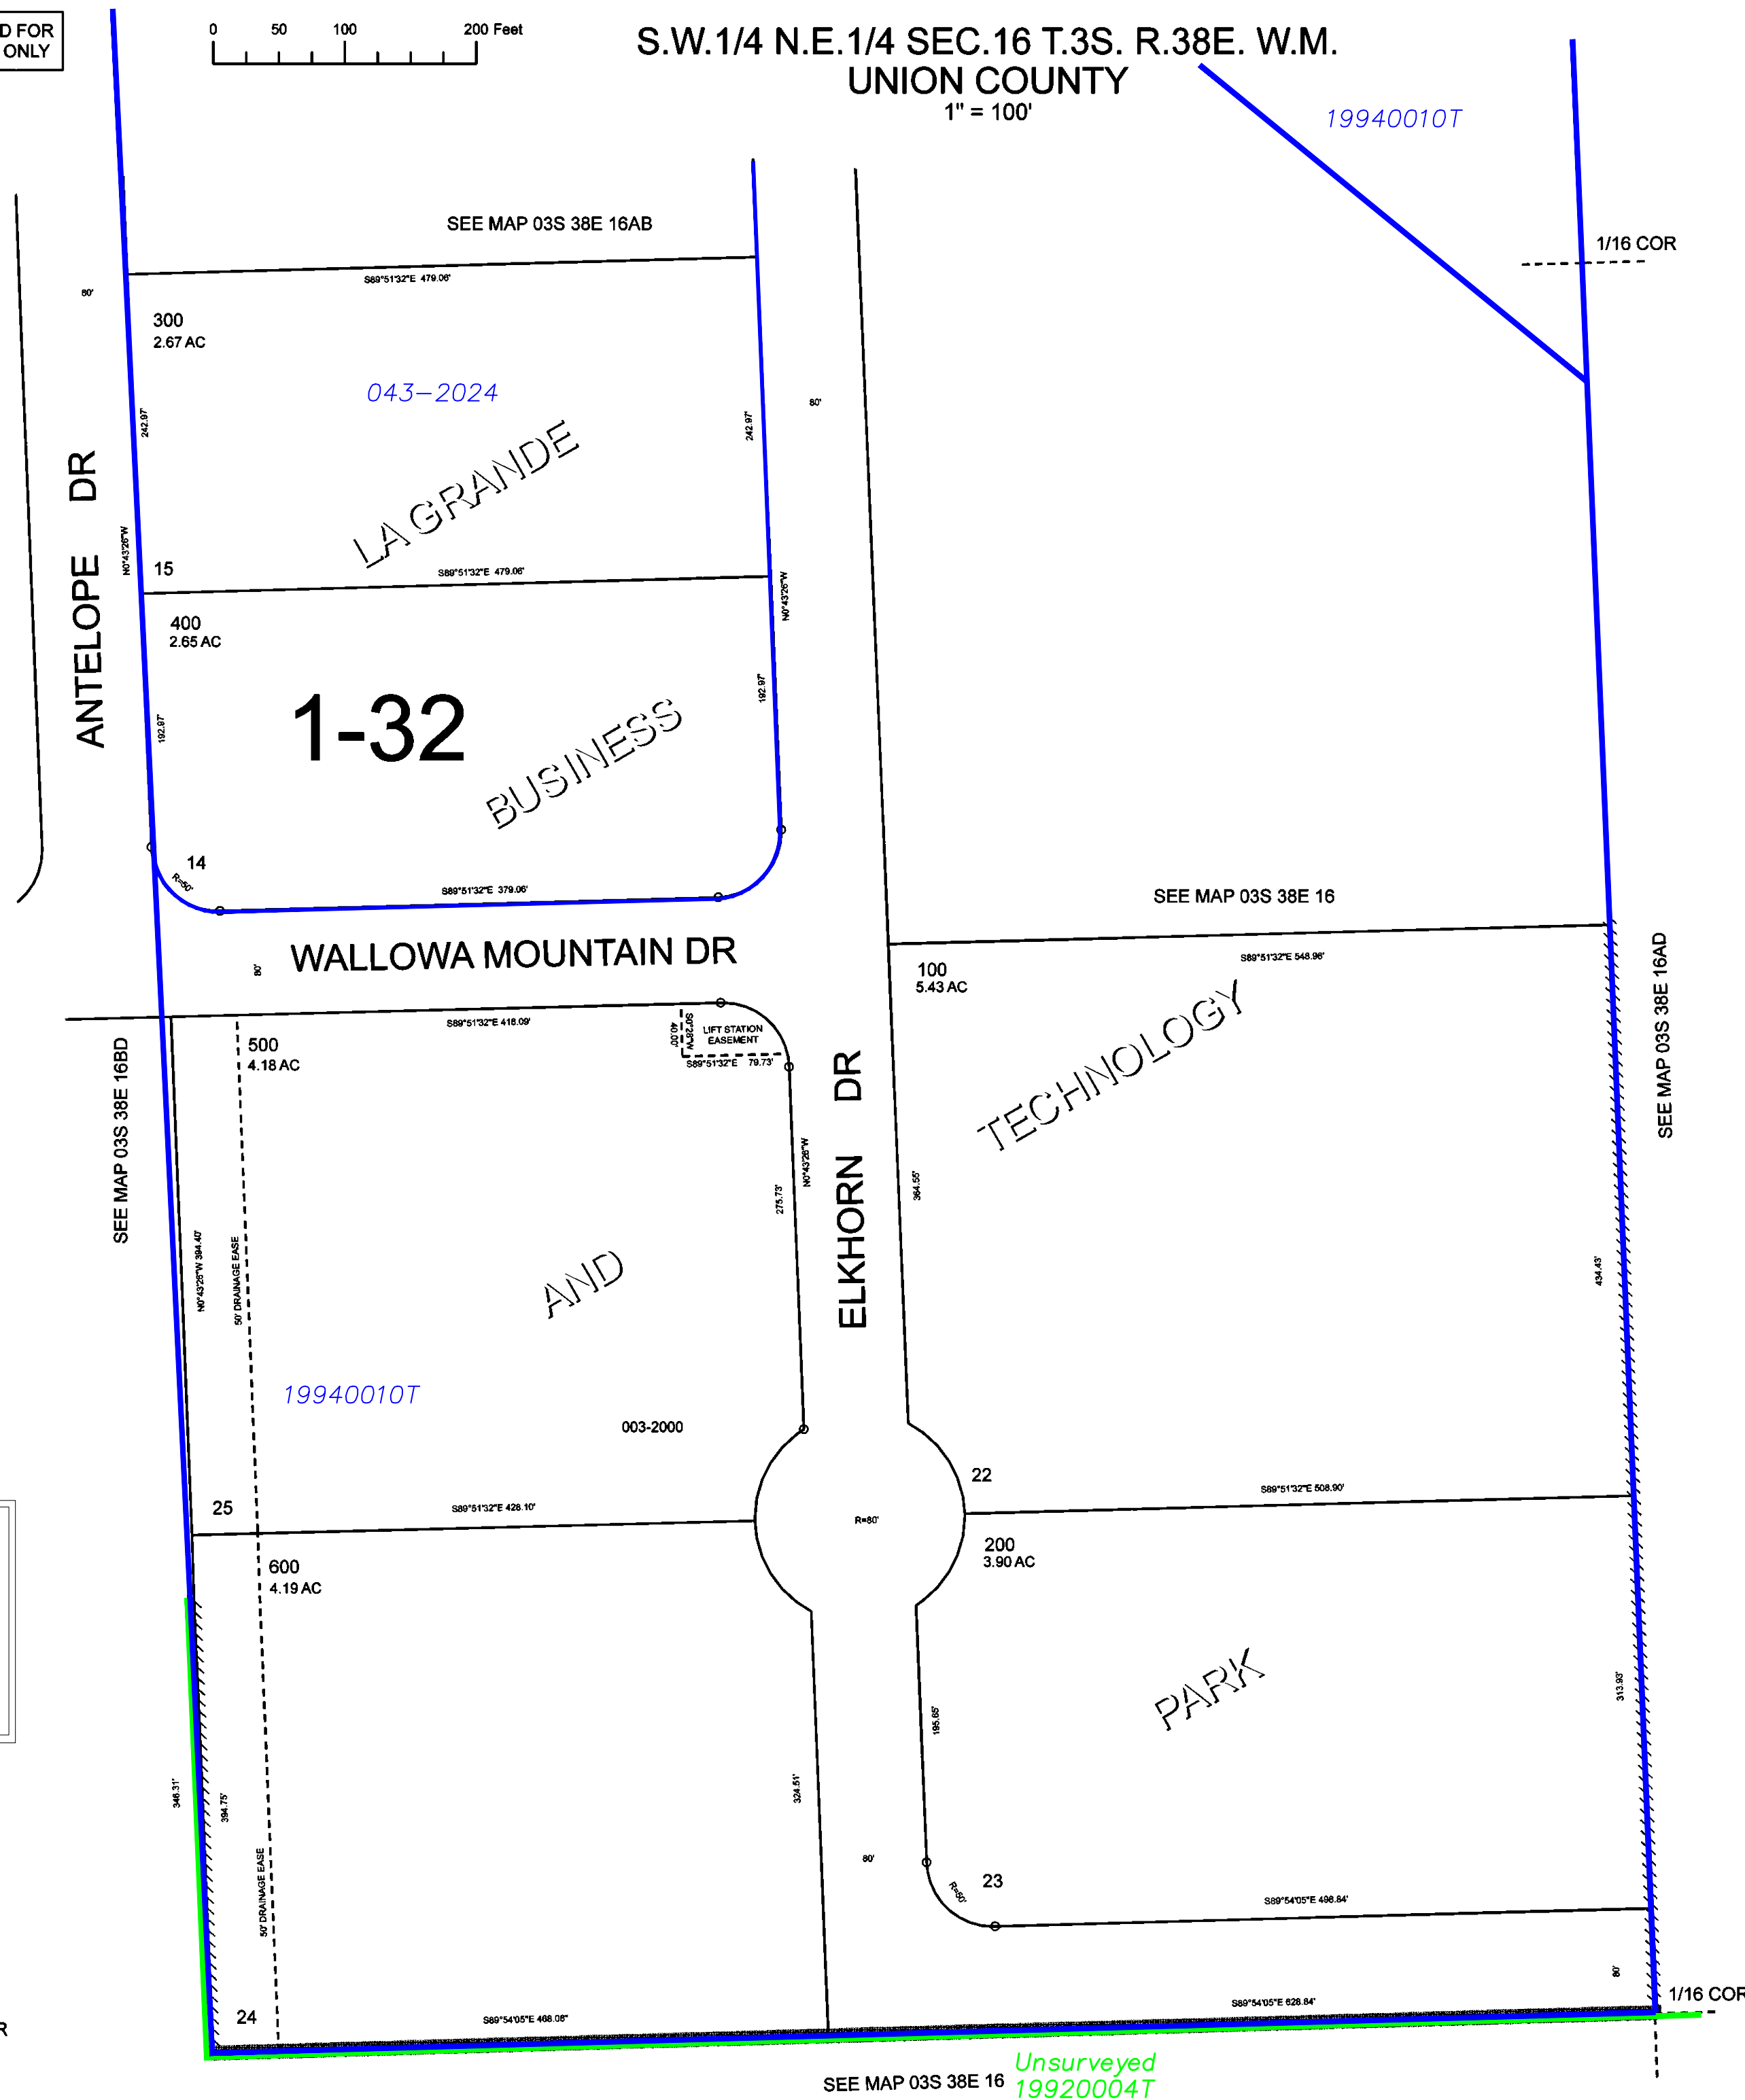 D FOR
ONLY
0 50 100 200 Feet
S.W.1/4 N.E.1/4 SEC.16 T.3S. R.38E. W.M.
UNION COUNTY
1" = 100'
19940010T
1/16 COR
SEE MAP 03S 38E 16AB
S89°51'32"E 479.06'
80'
300
2.67 AC
043-2024
242.97'
242.97'
80'
LA GRANDE
ANTELOPE DR
N0°43'26"W
15
S89°51'32"E 479.06'
N0°43'26"W
400
2.65 AC
1-32
192.97'
192.97'
BUSINESS
14
R=50'
S89°51'32"E 379.06'
SEE MAP 03S 38E 16
WALLOWA MOUNTAIN DR
80'
100
5.43 AC
S89°51'32"E 548.96'
SEE MAP 03S 38E 16AD
S89°51'32"E 418.09'
S0°28"W
40.00'
LIFT STATION
EASEMENT
S89°51'32"E 79.73'
500
4.18 AC
SEE MAP 03S 38E 16BD
TECHNOLOGY
ELKHORN DR
N0°43'26"W
275.73'
364.55'
N0°43'26"W 394.40'
50' DRAINAGE EASE
AND
434.43'
19940010T
003-2000
25
S89°51'32"E 428.10'
R=80'
22
S89°51'32"E 508.90'
600
4.19 AC
200
3.90 AC
PARK
346.31'
394.75'
324.51'
195.65'
313.93'
50' DRAINAGE EASE
80'
R=50'
23
S89°54'05"E 498.84'
80'
24
S89°54'05"E 468.08"
S89°54'05"E 628.84'
1/16 COR
R
SEE MAP 03S 38E 16
Unsurveyed
19920004T